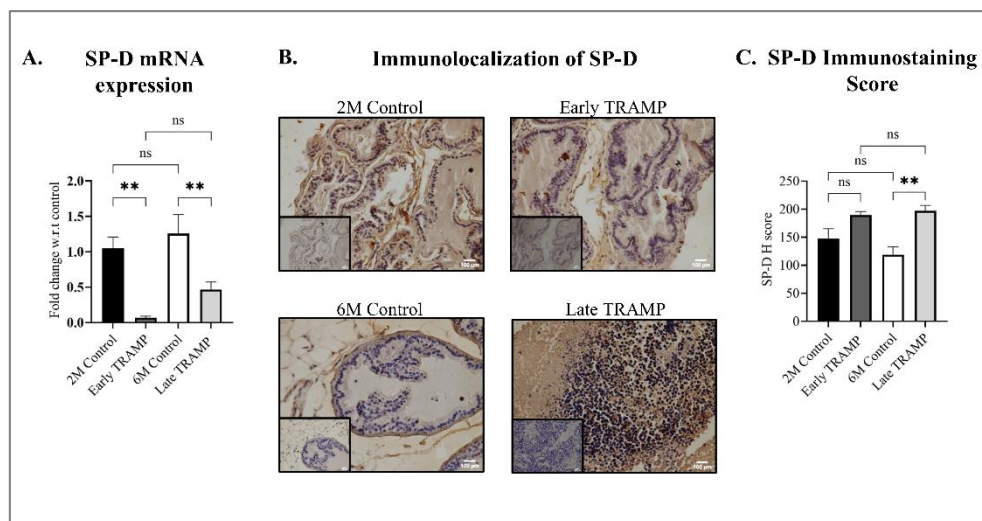 A. SP-D mRNA
expression
ns
ns
** **
Fold change w.r.t control
2.0
1.5
1.0
0.5
0.0
2M Control
Early TRAMP
6M Control
Late TRAMP
B. Immunolocalization of SP-D
2M Control
Early TRAMP
100 µm
100 µm
6M Control
Late TRAMP
100 µm
100 µm
C. SP-D Immunostaining
Score
ns
ns
ns **
SP-D H score
250
200
150
100
50
0
2M Control
Early TRAMP
6M Control
Late TRAMP